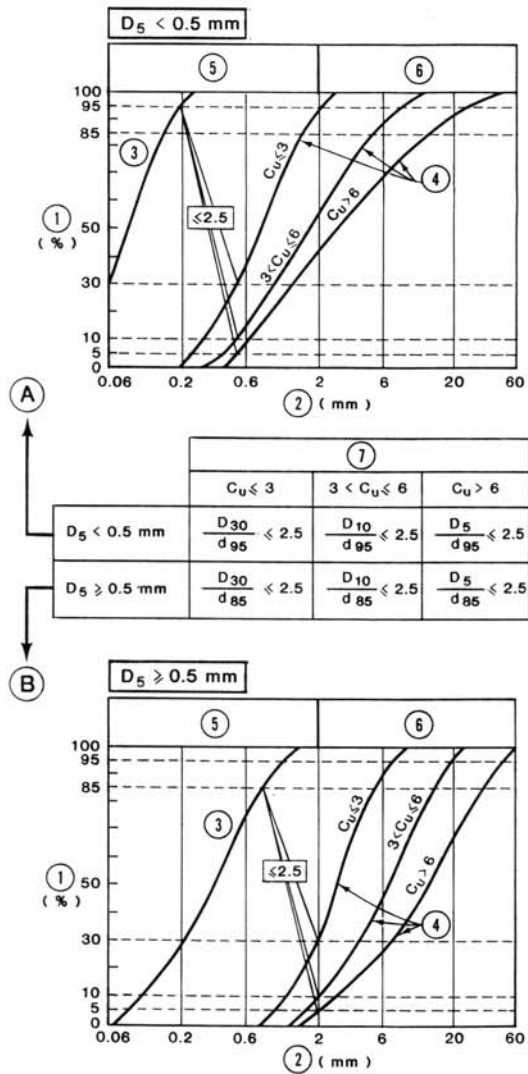 D5 < 0.5 mm
5 6
100
95
85
3
Cu≤3
4
1
(%)
50
≤2.5
3<Cu≤6
Cu>6
30
10
5
0
0.06 0.2 0.6 2 6 20 60
2 (mm)
A
7
Cu ≤ 3 3 < Cu ≤ 6 Cu > 6
D5 < 0.5 mm D30/d95 ≤ 2.5 D10/d95 ≤ 2.5 D5/d95 ≤ 2.5
D5 ≥ 0.5 mm D30/d85 ≤ 2.5 D10/d85 ≤ 2.5 D5/d85 ≤ 2.5
B
D5 ≥ 0.5 mm
5 6
100
95
85
3
Cu≤3
3<Cu≤6
Cu>6
≤2.5
1
(%)
50
4
30
10
5
0
0.06 0.2 0.6 2 6 20 60
2 (mm)